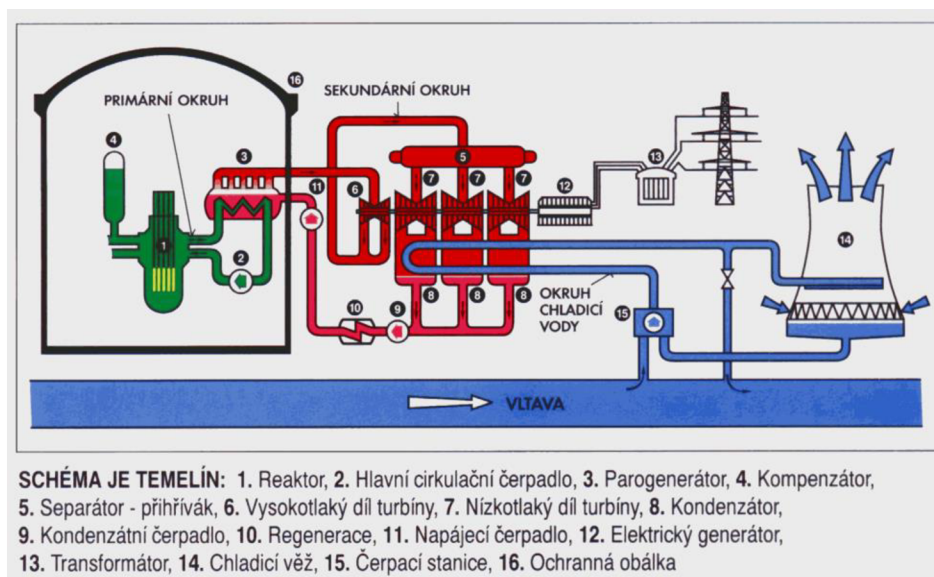 16
PRIMÁRNÍ OKRUH
SEKUNDÁRNÍ OKRUH
4
3
5
13
11
6
7
7
7
12
1
14
2
8
8
8
OKRUH
CHLADICÍ
VODY
10
9
15
VLTAVA
SCHÉMA JE TEMELÍN: 1. Reaktor, 2. Hlavní cirkulační čerpadlo, 3. Parogenerátor, 4. Kompenzátor,
5. Separátor - přihřívák, 6. Vysokotlaký díl turbíny, 7. Nízkotlaký díl turbíny, 8. Kondenzátor,
9. Kondenzátní čerpadlo, 10. Regenerace, 11. Napájecí čerpadlo, 12. Elektrický generátor,
13. Transformátor, 14. Chladicí věž, 15. Čerpací stanice, 16. Ochranná obálka